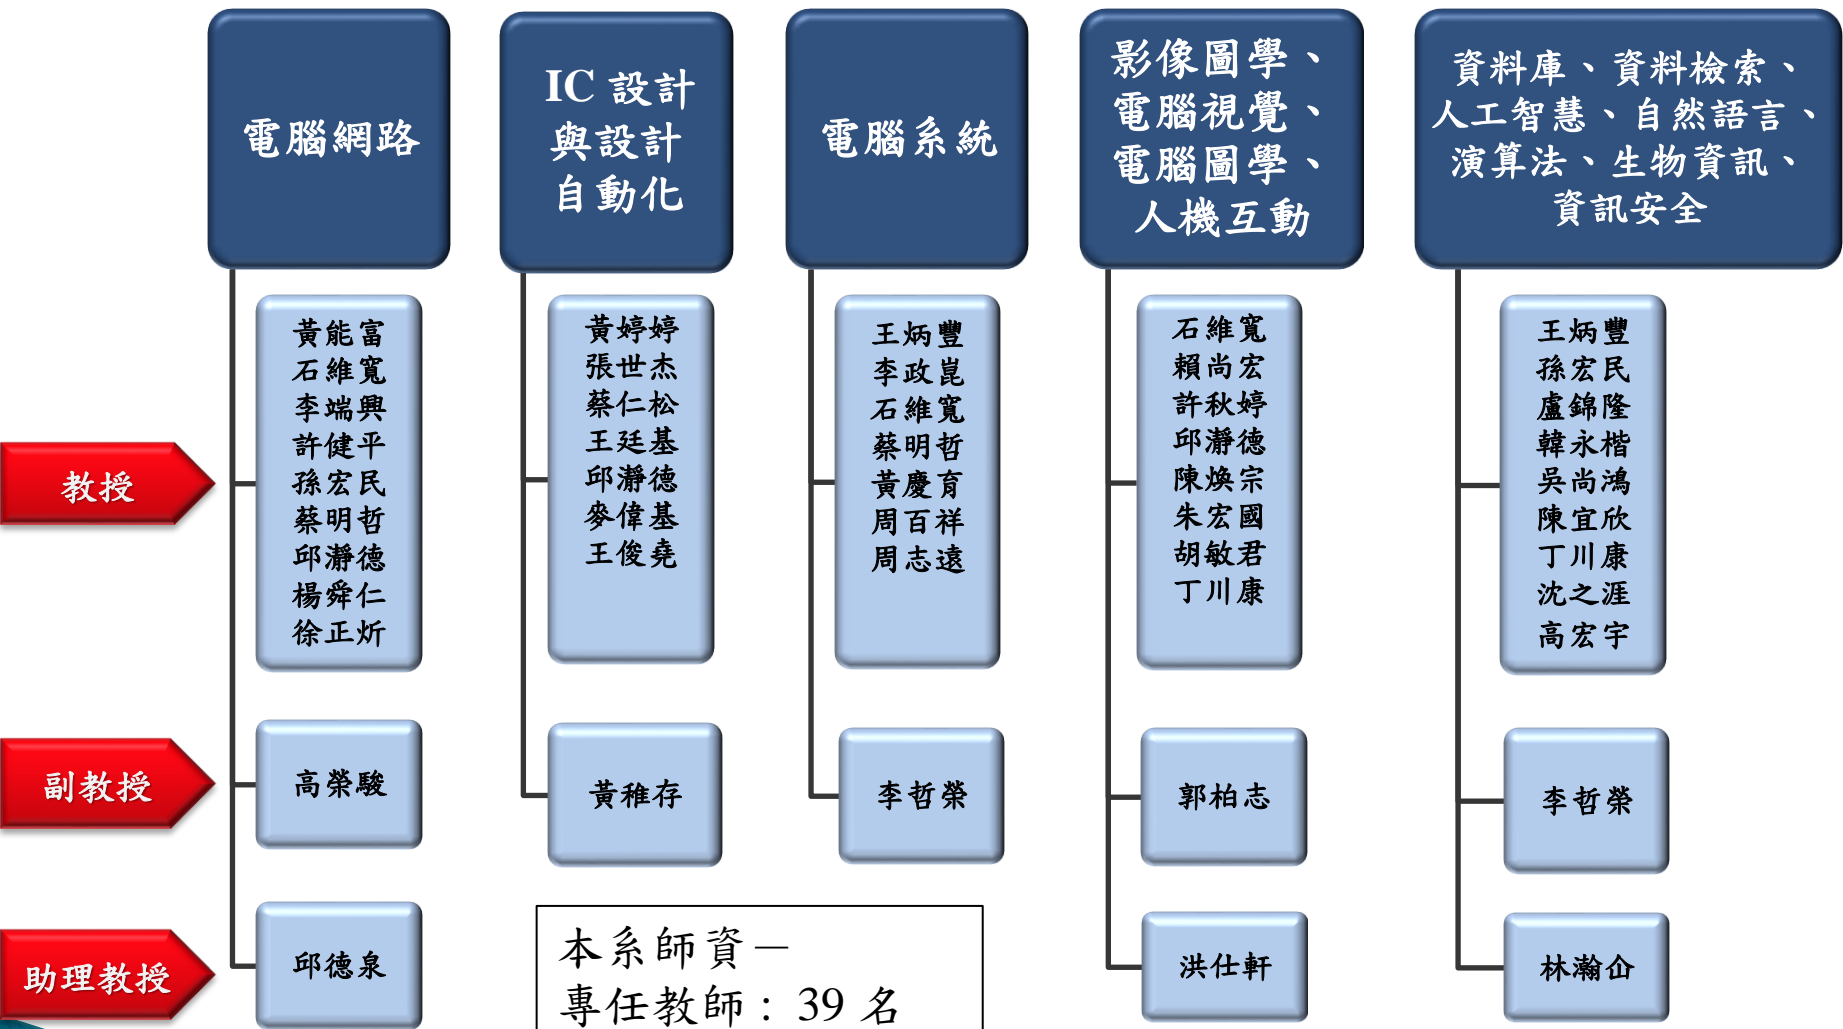 電腦網路
IC 設計
與設計
自動化
電腦系統
影像圖學、
電腦視覺、
電腦圖學、
人機互動
資料庫、資料檢索、
人工智慧、自然語言、
演算法、生物資訊、
資訊安全
教授
黃能富
石維寬
李端興
許健平
孫宏民
蔡明哲
邱瀞德
楊舜仁
徐正炘
黃婷婷
張世杰
蔡仁松
王廷基
邱瀞德
麥偉基
王俊堯
王炳豐
李政崑
石維寬
蔡明哲
黃慶育
周百祥
周志遠
石維寬
賴尚宏
許秋婷
邱瀞德
陳煥宗
朱宏國
胡敏君
丁川康
王炳豐
孫宏民
盧錦隆
韓永楷
吳尚鴻
陳宜欣
丁川康
沈之涯
高宏宇
副教授
高榮駿
黃稚存
李哲榮
郭柏志
李哲榮
助理教授
邱德泉
洪仕軒
林瀚仚
本系師資－
專任教師：39 名